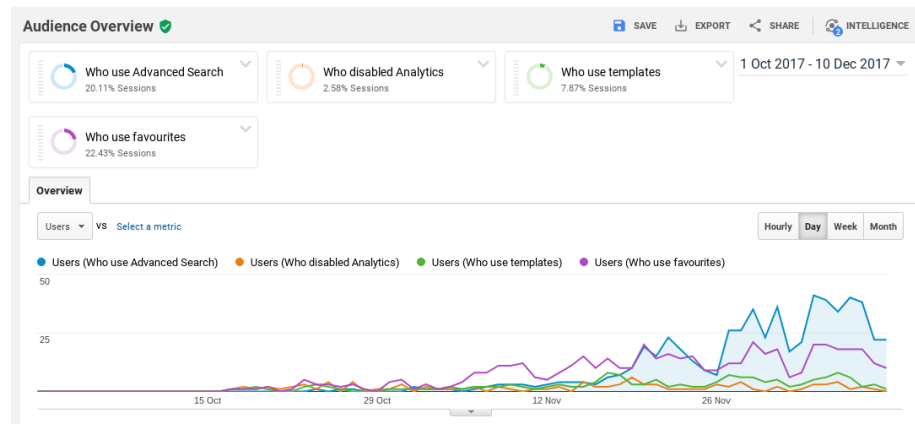 Audience Overview
SAVE EXPORT SHARE INTELLIGENCE
2
Who use Advanced Search
20.11% Sessions
Who disabled Analytics
2.58% Sessions
Who use templates
7.87% Sessions
1 Oct 2017 - 10 Dec 2017
Who use favourites
22.43% Sessions
Overview
Users VS Select a metric
Hourly Day Week Month
Users (Who use Advanced Search) Users (Who disabled Analytics) Users (Who use templates) Users (Who use favourites)
50
25
15 Oct 29 Oct 12 Nov 26 Nov